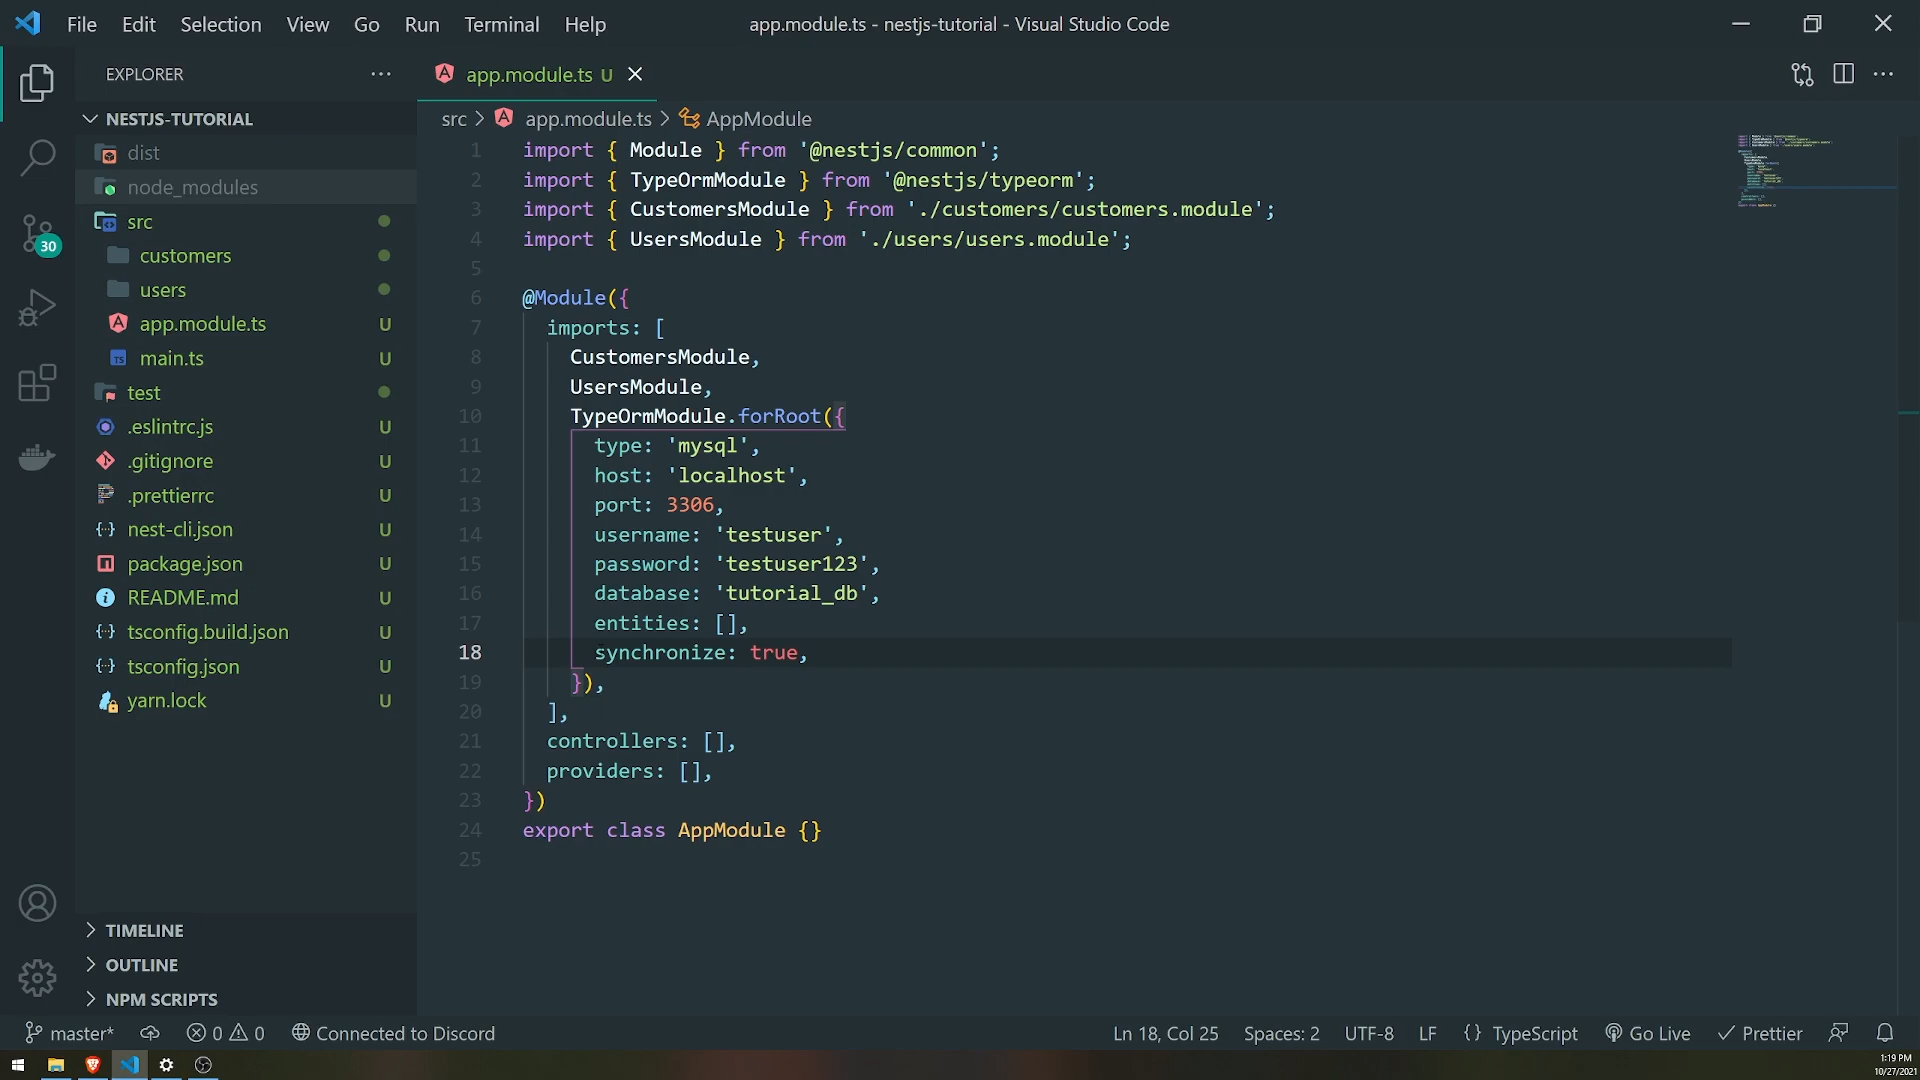 File Edit Selection View Go Run Terminal Help
app.module.ts - nestjs-tutorial - Visual Studio Code
EXPLORER
app.module.ts U
NESTJS-TUTORIAL
dist
node_modules
src
customers
users
app.module.ts U
main.ts U
test
.eslintrc.js U
.gitignore U
.prettierrc U
nest-cli.json U
package.json U
README.md U
tsconfig.build.json U
tsconfig.json U
yarn.lock U
TIMELINE
OUTLINE
NPM SCRIPTS
30
src > app.module.ts > AppModule
1 import { Module } from '@nestjs/common';
2 import { TypeOrmModule } from '@nestjs/typeorm';
3 import { CustomersModule } from './customers/customers.module';
4 import { UsersModule } from './users/users.module';
5
6 @Module({
7 imports: [
8 CustomersModule,
9 UsersModule,
10 TypeOrmModule.forRoot({
11 type: 'mysql',
12 host: 'localhost',
13 port: 3306,
14 username: 'testuser',
15 password: 'testuser123',
16 database: 'tutorial_db',
17 entities: [],
18 synchronize: true,
19 }),
20 ],
21 controllers: [],
22 providers: [],
23 })
24 export class AppModule {}
25
master* 0 0 Connected to Discord
Ln 18, Col 25 Spaces: 2 UTF-8 LF {} TypeScript Go Live Prettier
1:19 PM
10/27/2021